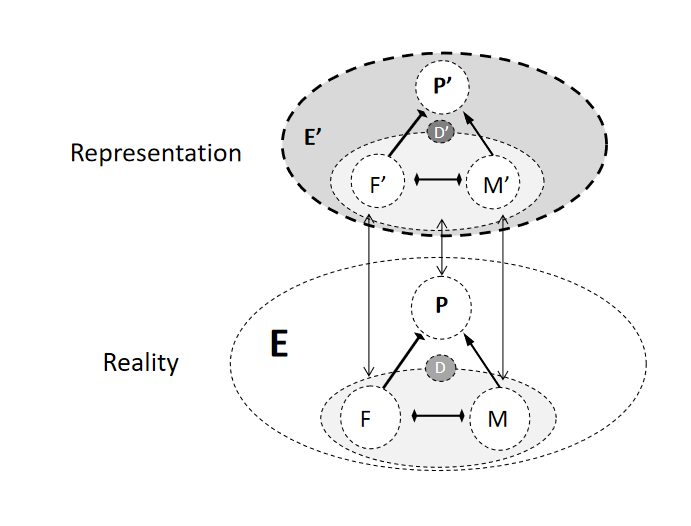 P’
E’
D’
Representation
F’
M’
P
E
Reality
D
F
M